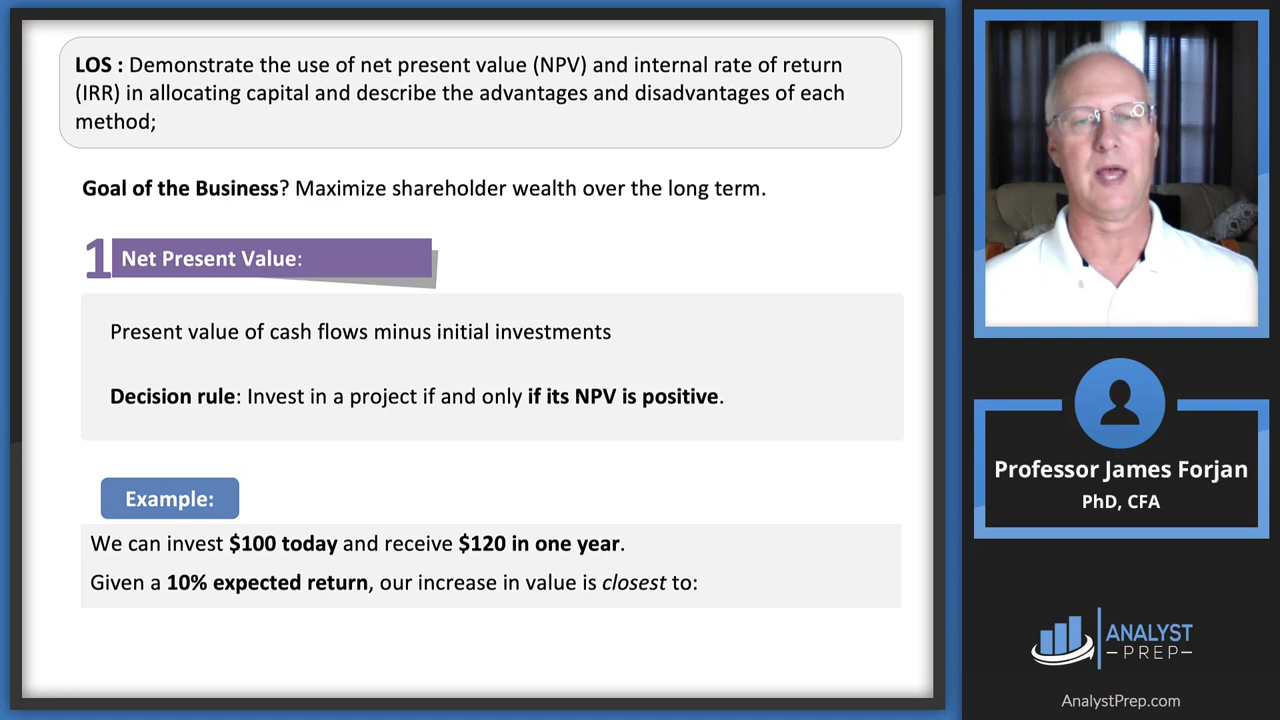 LOS : Demonstrate the use of net present value (NPV) and internal rate of return
(IRR) in allocating capital and describe the advantages and disadvantages of each
method;
Goal of the Business? Maximize shareholder wealth over the long term.
1 Net Present Value:
Present value of cash flows minus initial investments
Decision rule: Invest in a project if and only if its NPV is positive.
Example:
We can invest $100 today and receive $120 in one year.
Given a 10% expected return, our increase in value is closest to:
Professor James Forjan
PhD, CFA
ANALYST
PREP
AnalystPrep.com